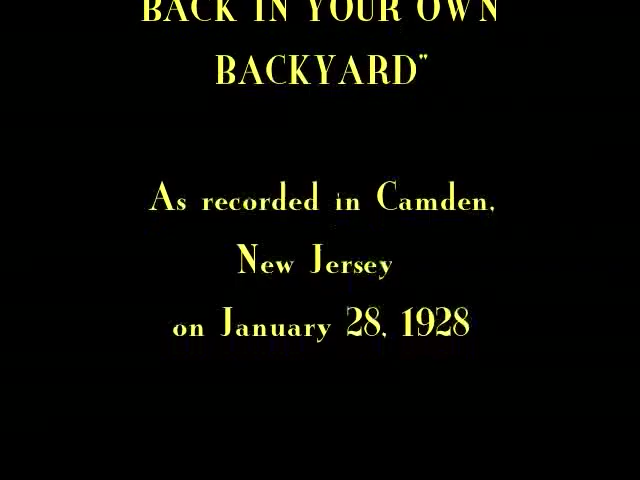 BACK IN YOUR OWN
BACKYARD"
As recorded in Camden,
New Jersey
on January 28, 1928